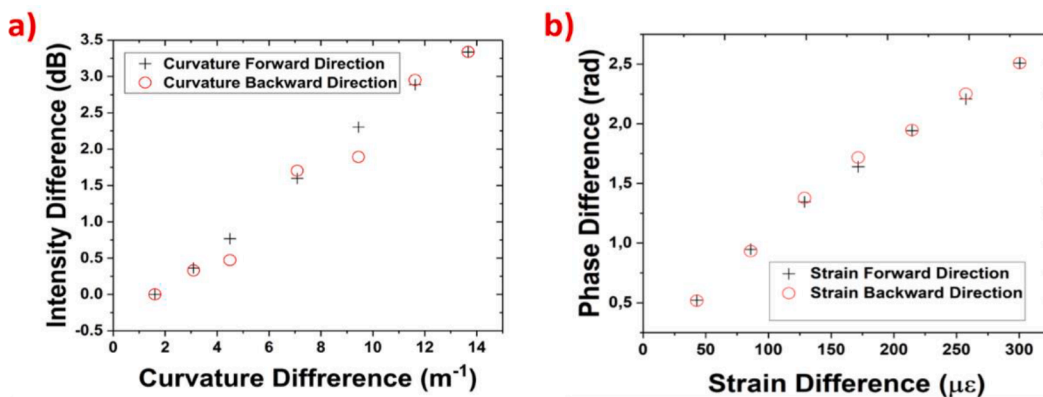 a)
Intensity Difference (dB)
3.5
3.0
2.5
2.0
1.5
1.0
0.5
0.0
-0.5
Curvature Forward Direction
Curvature Backward Direction
0 2 4 6 8 10 12 14
Curvature Diffrerence (m⁻¹)
b)
Phase Difference (rad)
2,5
2,0
1,5
1,0
0,5
Strain Forward Direction
Strain Backward Direction
0 50 100 150 200 250 300
Strain Difference (µε)